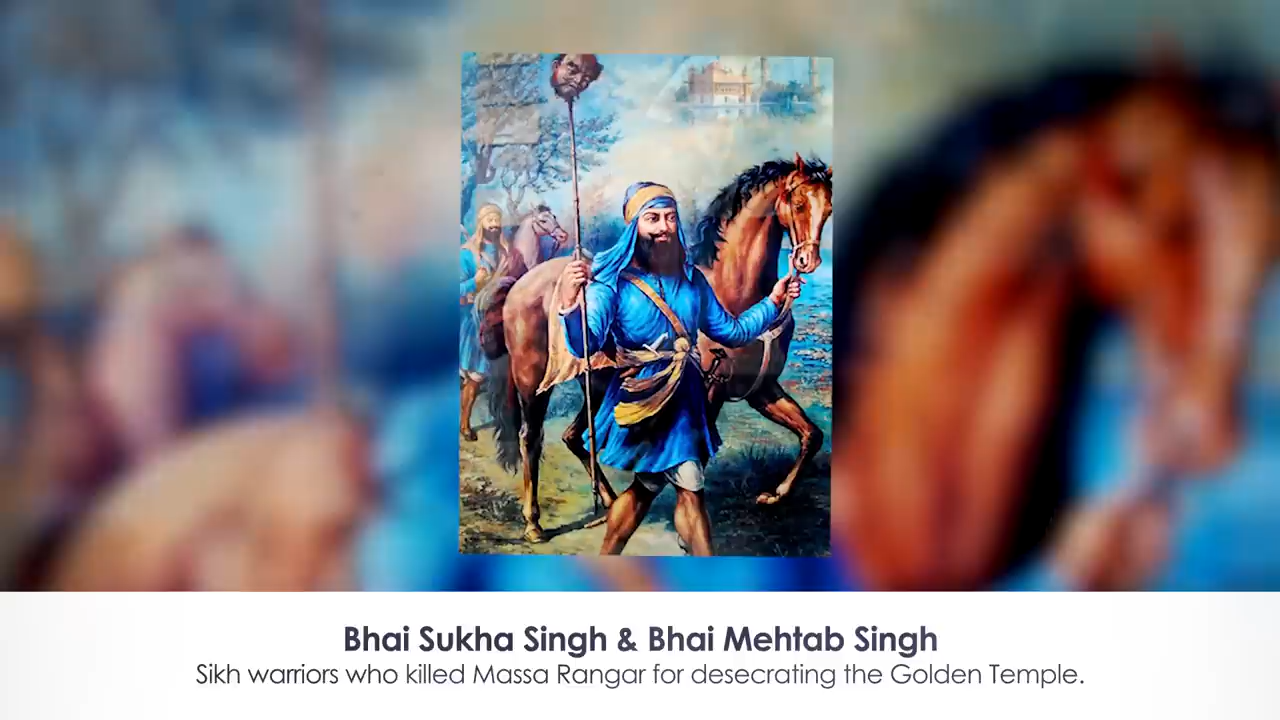 Bhai Sukha Singh & Bhai Mehtab Singh
Sikh warriors who killed Massa Rangar for desecrating the Golden Temple.